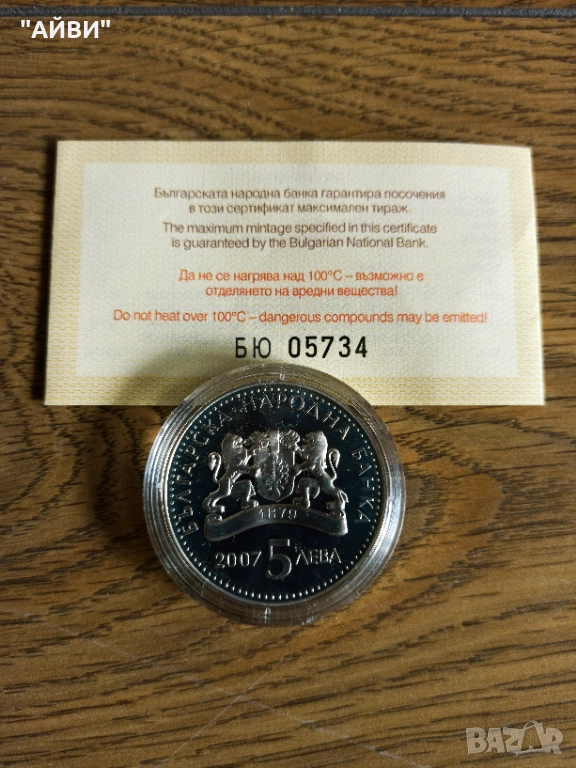 "АЙВИ"
Българската народна банка гарантира посочения
в този сертификат максимален тираж.
The maximum mintage specified in this certificate
is guaranteed by the Bulgarian National Bank.
Да не се нагрява над 100°C – възможно е
отделянето на вредни вещества!
Do not heat over 100°C – dangerous compounds may be emitted!
БЮ 05734
БЪЛГАРСКА НАРОДНА БАНКА
1879
2007 5 ЛЕВА
BAZAR